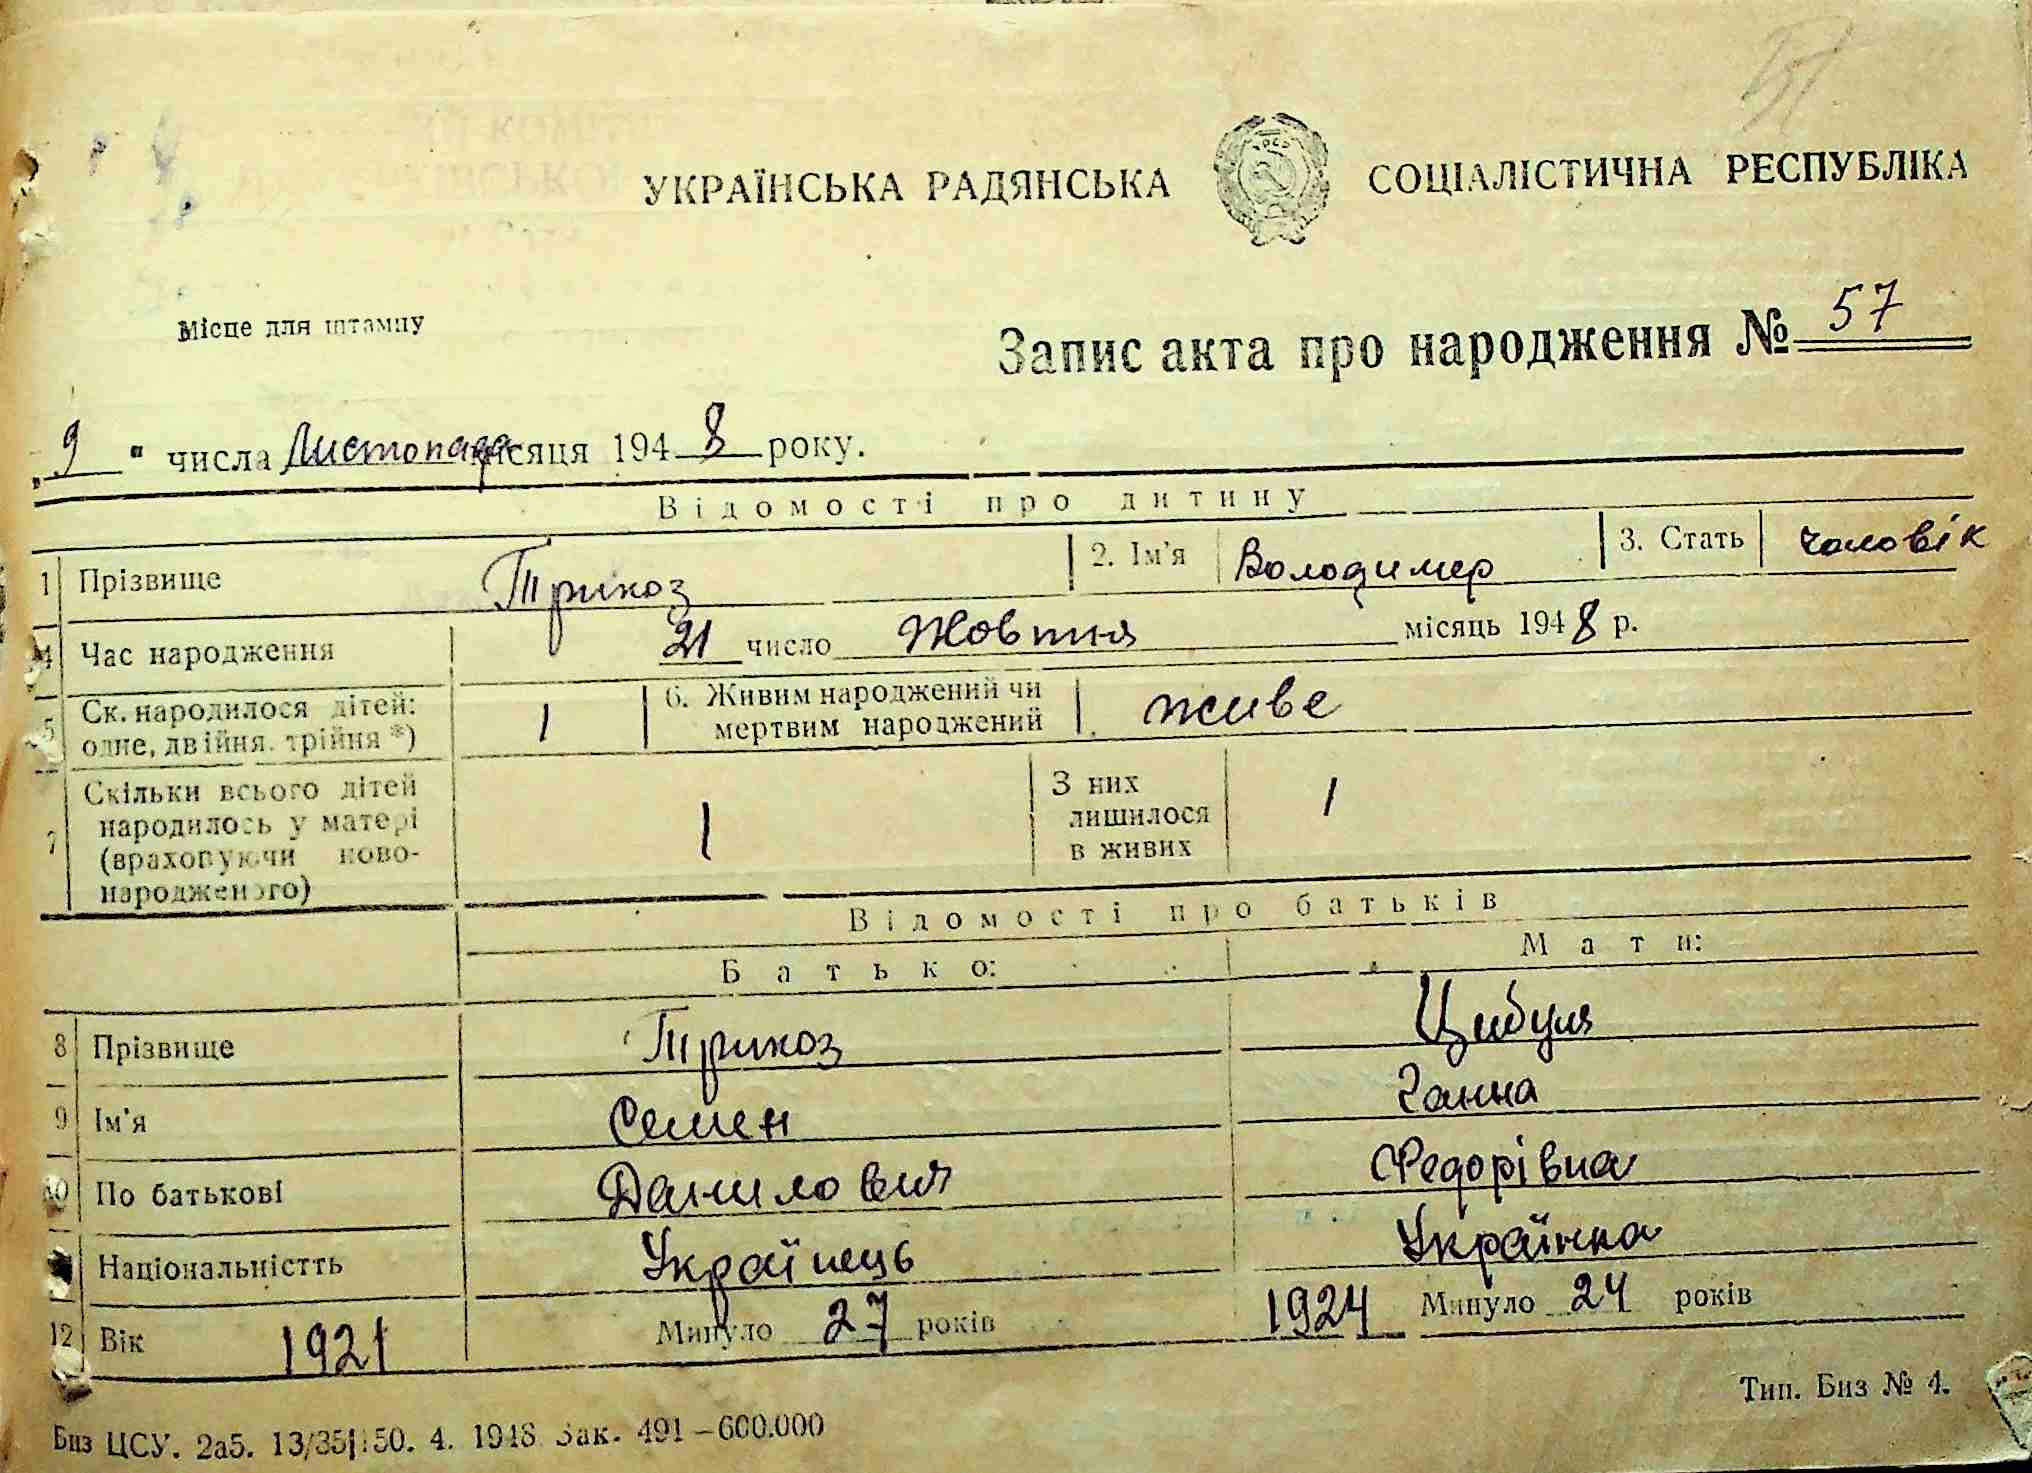 УКРАЇНСЬКА РАДЯНСЬКА СОЦІАЛІСТИЧНА РЕСПУБЛІКА
Місце для штампу
Запис акта про народження № 57
„ 9 " числа Листопада місяця 1948 року.
Відомості про дитину
1 Прізвище Трикоз 2. Ім'я Володимер 3. Стать чоловік
4 Час народження 21 число Жовтня місяць 1948 р.
5 Ск. народилося дітей: одне, двійня, трійня *) 1 6. Живим народжений чи мертвим народжений живе
7 Скільки всього дітей народилось у матері (враховуючи ново-народженого) 1 З них лишилося в живих 1
Відомості про батьків
Батько: Мати:
8 Прізвище Трикоз Цибуля
9 Ім'я Семен Ганна
10 По батькові Данилович Федорівна
Національністть Українець Українка
12 Вік 1921 Минуло 27 років 1924 Минуло 24 років
Тип. Биз № 4.
Биз ЦСУ. 2а5. 13/35 50. 4. 1948 Зак. 491 – 600.000